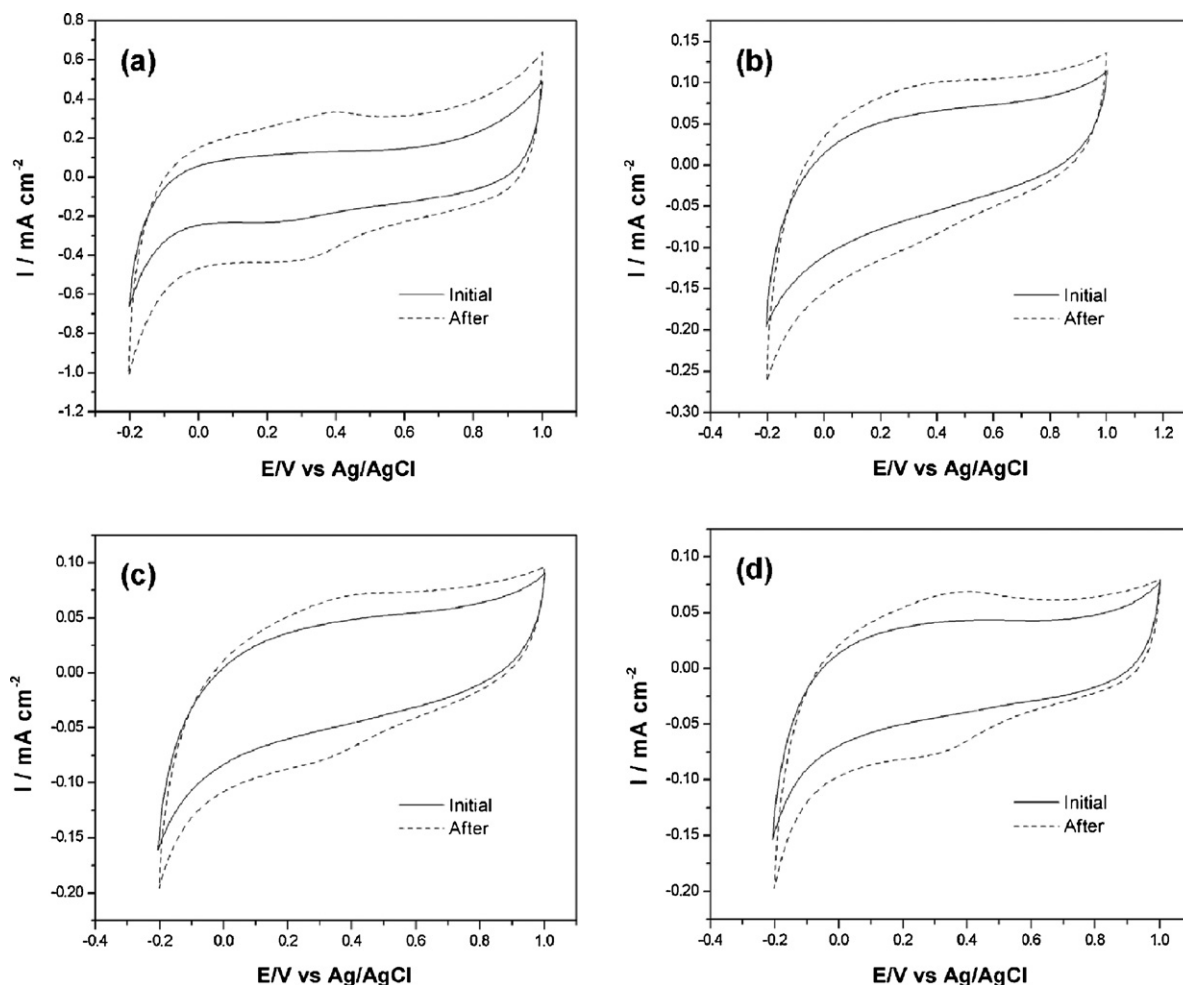 (a)
I / mA cm-2
0.8
0.6
0.4
0.2
0.0
-0.2
-0.4
-0.6
-0.8
-1.0
-1.2
Initial
After
-0.2 0.0 0.2 0.4 0.6 0.8 1.0
E/V vs Ag/AgCl
(b)
I / mA cm-2
0.15
0.10
0.05
0.00
-0.05
-0.10
-0.15
-0.20
-0.25
-0.30
Initial
After
-0.4 -0.2 0.0 0.2 0.4 0.6 0.8 1.0 1.2
E/V vs Ag/AgCl
(c)
I / mA cm-2
0.10
0.05
0.00
-0.05
-0.10
-0.15
-0.20
Initial
After
-0.4 -0.2 0.0 0.2 0.4 0.6 0.8 1.0
E/V vs Ag/AgCl
(d)
I / mA cm-2
0.10
0.05
0.00
-0.05
-0.10
-0.15
-0.20
Initial
After
-0.4 -0.2 0.0 0.2 0.4 0.6 0.8 1.0
E/V vs Ag/AgCl